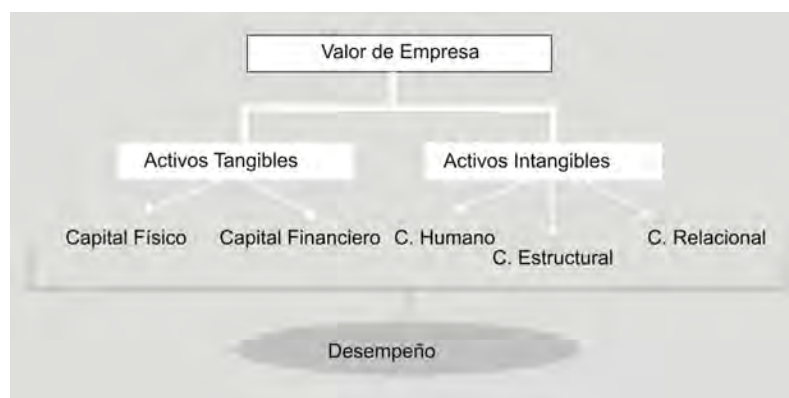 Valor de Empresa
Activos Tangibles
Activos Intangibles
Capital Físico
Capital Financiero
C. Humano
C. Estructural
C. Relacional
Desempeño